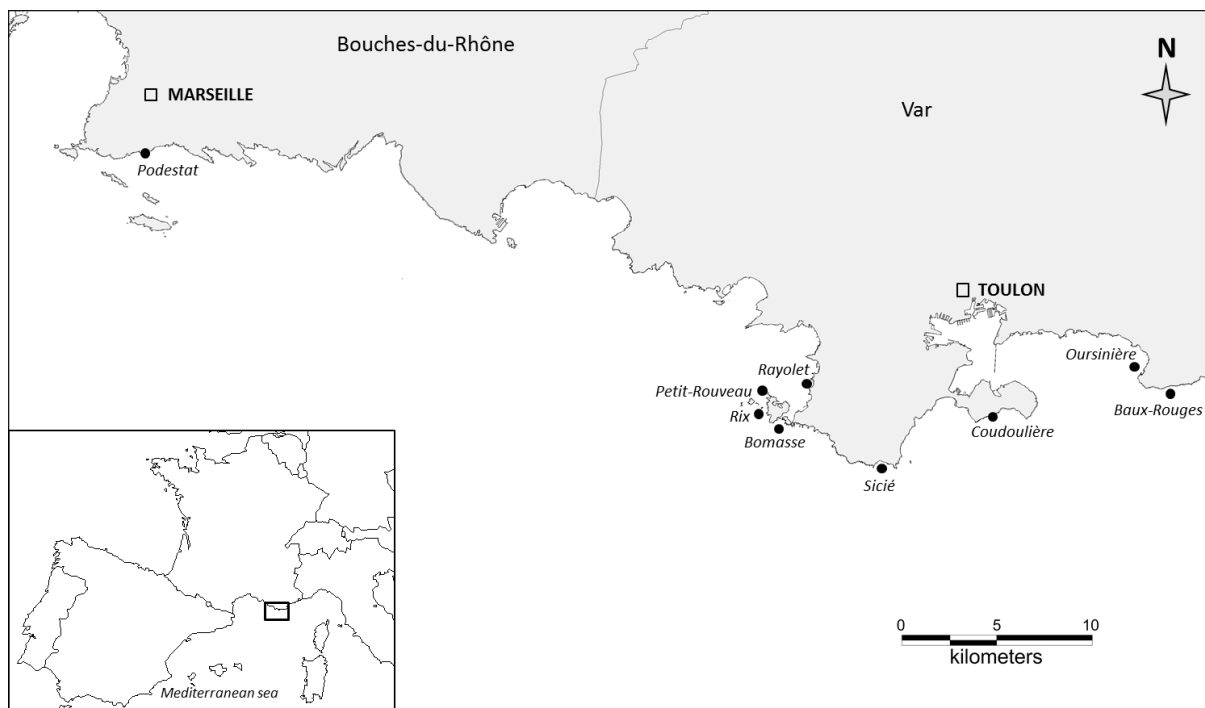 Bouches-du-Rhône
N
MARSEILLE
Var
Podestat
TOULON
Oursinière
Rayolet
Petit-Rouveau
Baux-Rouges
Rix
Coudoulière
Bomasse
Sicié
0 5 10
kilometers
Mediterranean sea